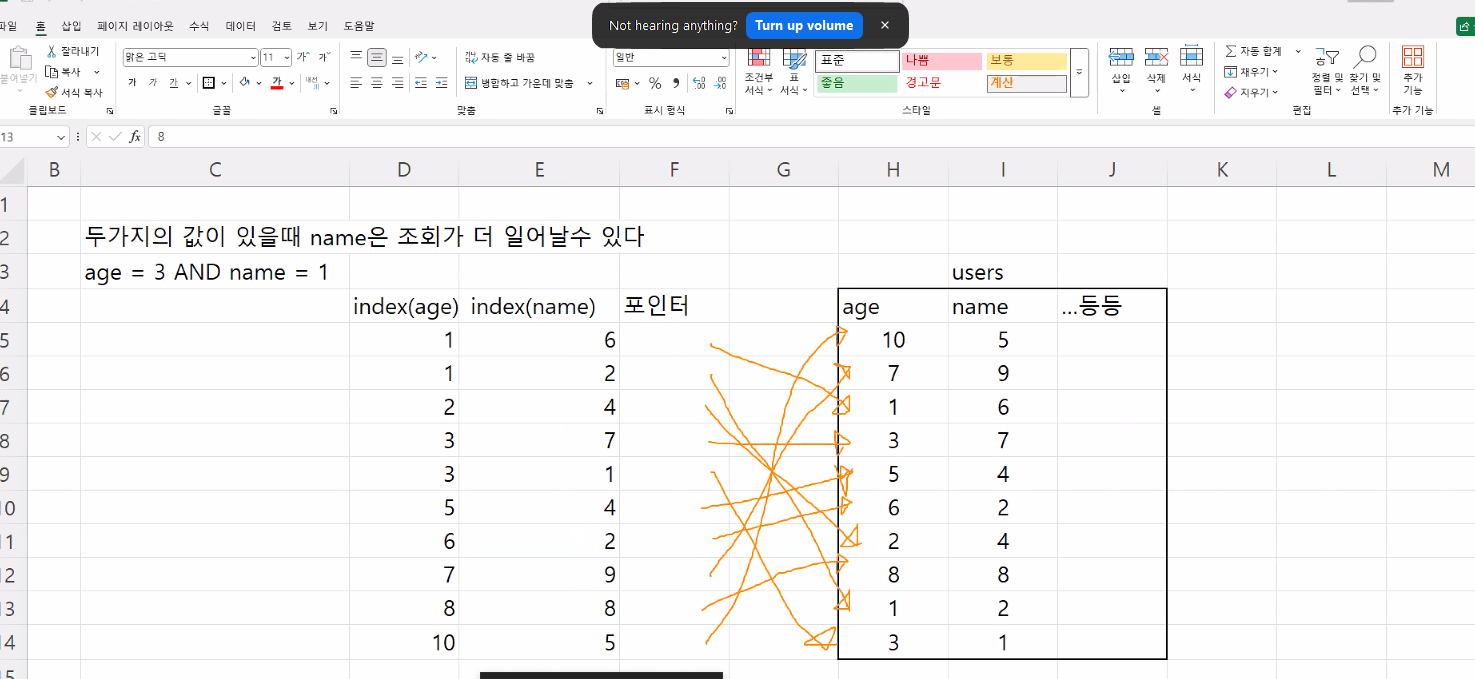 Not hearing anything? Turn up volume ×
파일 홈 삽입 페이지 레이아웃 수식 데이터 검토 보기 도움말
붙여넣기 잘라내기 복사 서식 복사 클립보드
맑은 고딕 11 가 가 가 가 가 가 내천 글꼴
자동 줄 바꿈 병합하고 가운데 맞춤 맞춤
일반 % 표시 형식
조건부 서식 표 서식 표준 나쁨 보통 좋음 경고문 계산 스타일
삽입 삭제 서식 셀
자동 합계 채우기 지우기 정렬 및 필터 찾기 및 선택 편집
추가 기능 추가 기능
13 fx 8
B C D E F G H I J K L M
1
2 두가지의 값이 있을때 name은 조회가 더 일어날수 있다
3 age = 3 AND name = 1 users
4 index(age) index(name) 포인터 age name ...등등
5 1 6 10 5
6 1 2 7 9
7 2 4 1 6
8 3 7 3 7
9 3 1 5 4
10 5 4 6 2
11 6 2 2 4
12 7 9 8 8
13 8 8 1 2
14 10 5 3 1
15